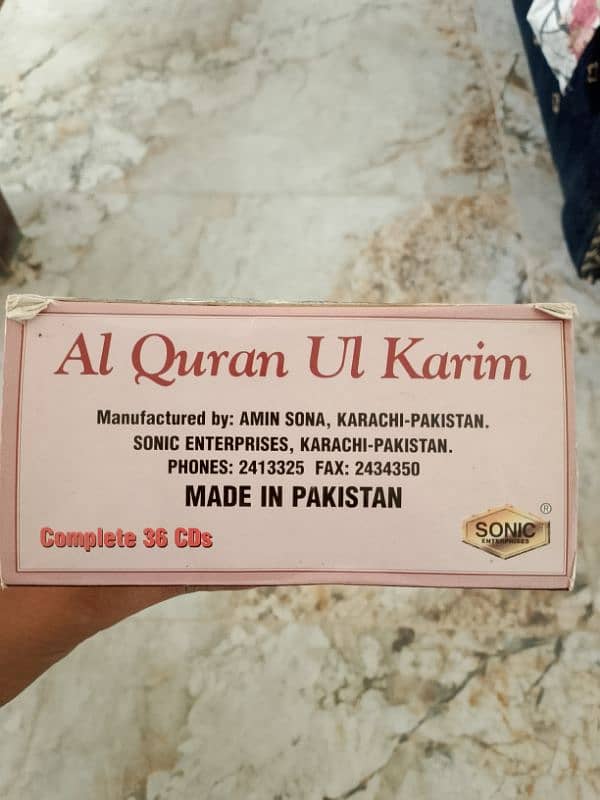 Al Quran Ul Karim
Manufactured by: AMIN SONA, KARACHI-PAKISTAN.
SONIC ENTERPRISES, KARACHI-PAKISTAN.
PHONES: 2413325 FAX: 2434350
MADE IN PAKISTAN
Complete 36 CDs
®
SONIC
ENTERPRISES